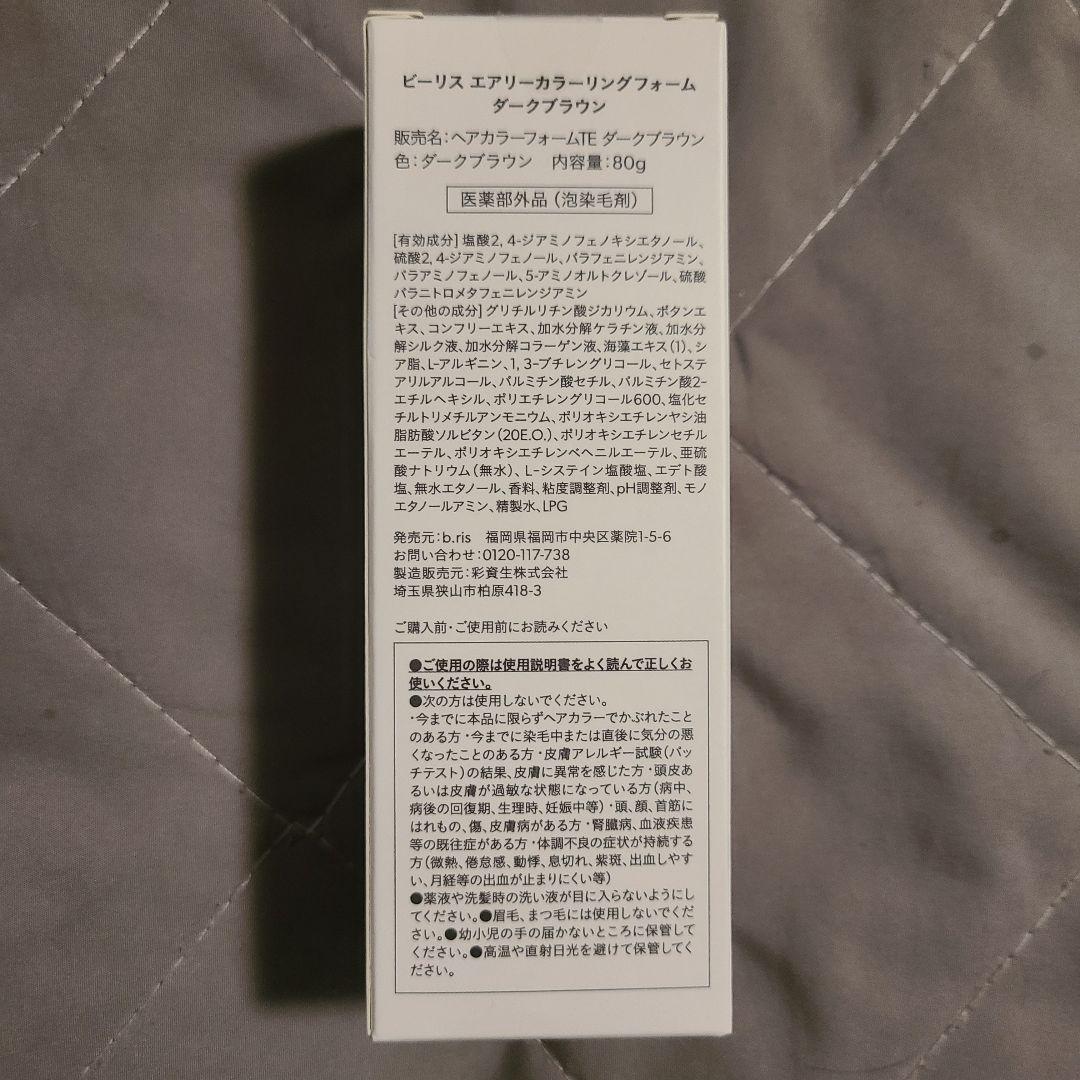 ビーリス エアリーカラーリングフォーム
ダークブラウン
販売名:ヘアカラーフォームTE ダークブラウン
色:ダークブラウン 内容量:80g
医薬部外品(泡染毛剤)
[有効成分]塩酸2, 4-ジアミノフェノキシエタノール、
硫酸2, 4-ジアミノフェノール、パラフェニレンジアミン、
パラアミノフェノール、5-アミノオルトクレゾール、硫酸
パラニトロメタフェニレンジアミン
[その他の成分]グリチルリチン酸ジカリウム、ボタンエ
キス、コンフリーエキス、加水分解ケラチン液、加水分
解シルク液、加水分解コラーゲン液、海藻エキス(1)、シ
ア脂、L-アルギニン、1, 3-ブチレングリコール、セトステ
アリルアルコール、パルミチン酸セチル、パルミチン酸2-
エチルヘキシル、ポリエチレングリコール600、塩化セ
チルトリメチルアンモニウム、ポリオキシエチレンヤシ油
脂肪酸ソルビタン(20E.O.)、ポリオキシエチレンセチル
エーテル、ポリオキシエチレンベヘニルエーテル、亜硫
酸ナトリウム(無水)、L-システイン塩酸塩、エデト酸
塩、無水エタノール、香料、粘度調整剤、pH調整剤、モノ
エタノールアミン、精製水、LPG
発売元:b.ris 福岡県福岡市中央区薬院1-5-6
お問い合わせ:0120-117-738
製造販売元:彩資生株式会社
埼玉県狭山市柏原418-3
ご購入前・ご使用前にお読みください
●ご使用の際は使用説明書をよく読んで正しくお
使いください。
●次の方は使用しないでください。
・今までに本品に限らずヘアカラーでかぶれたこと
のある方・今までに染毛中または直後に気分の悪
くなったことのある方・皮膚アレルギー試験(パッ
チテスト)の結果、皮膚に異常を感じた方・頭皮あ
るいは皮膚が過敏な状態になっている方(病中、
病後の回復期、生理時、妊娠中等)・頭、顔、首筋に
はれもの、傷、皮膚病がある方・腎臓病、血液疾患
等の既往症がある方・体調不良の症状が持続する
方(微熱、倦怠感、動悸、息切れ、紫斑、出血しやす
い、月経等の出血が止まりにくい等)
●薬液や洗髪時の洗い液が目に入らないようにし
てください。●眉毛、まつ毛には使用しないでくだ
さい。●幼小児の手の届かないところに保管して
ください。●高温や直射日光を避けて保管してく
ださい。